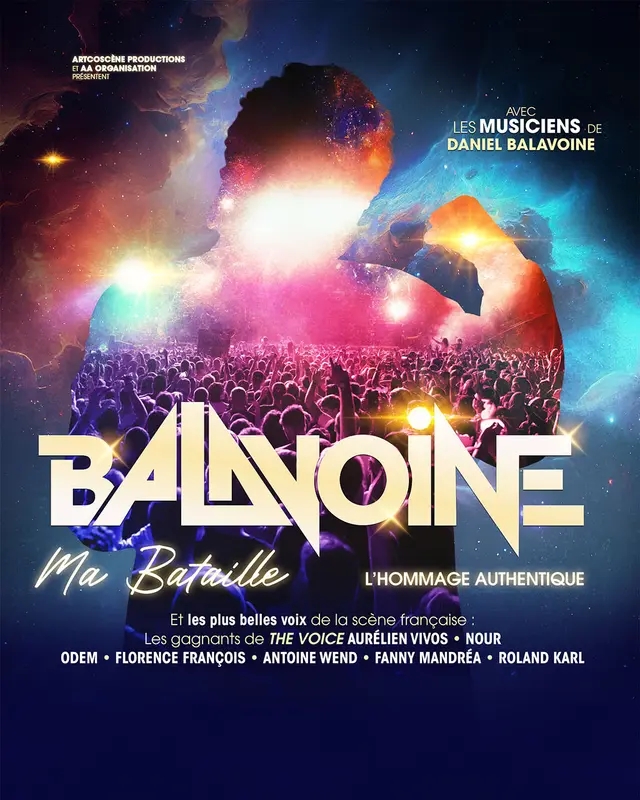 ARTCOSCÈNE PRODUCTIONS
ET AA ORGANISATION
PRÉSENTENT
AVEC
LES MUSICIENS DE
DANIEL BALAVOINE
BALAVOINE
Ma Bataille
L'HOMMAGE AUTHENTIQUE
Et les plus belles voix de la scène française :
Les gagnants de THE VOICE AURÉLIEN VIVOS • NOUR
ODEM • FLORENCE FRANÇOIS • ANTOINE WEND • FANNY MANDRÉA • ROLAND KARL